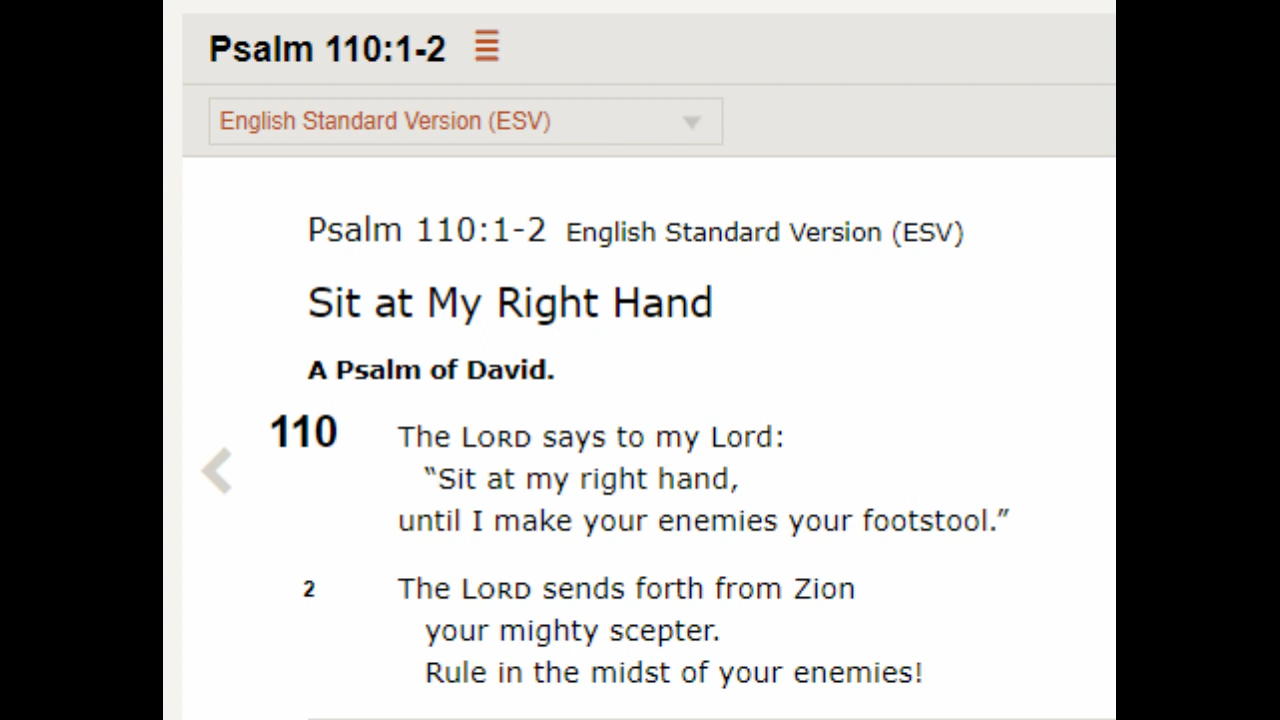 Psalm 110:1-2
English Standard Version (ESV)
Psalm 110:1-2 English Standard Version (ESV)
Sit at My Right Hand
A Psalm of David.
110 The LORD says to my Lord:
“Sit at my right hand,
until I make your enemies your footstool.”
2 The LORD sends forth from Zion
your mighty scepter.
Rule in the midst of your enemies!